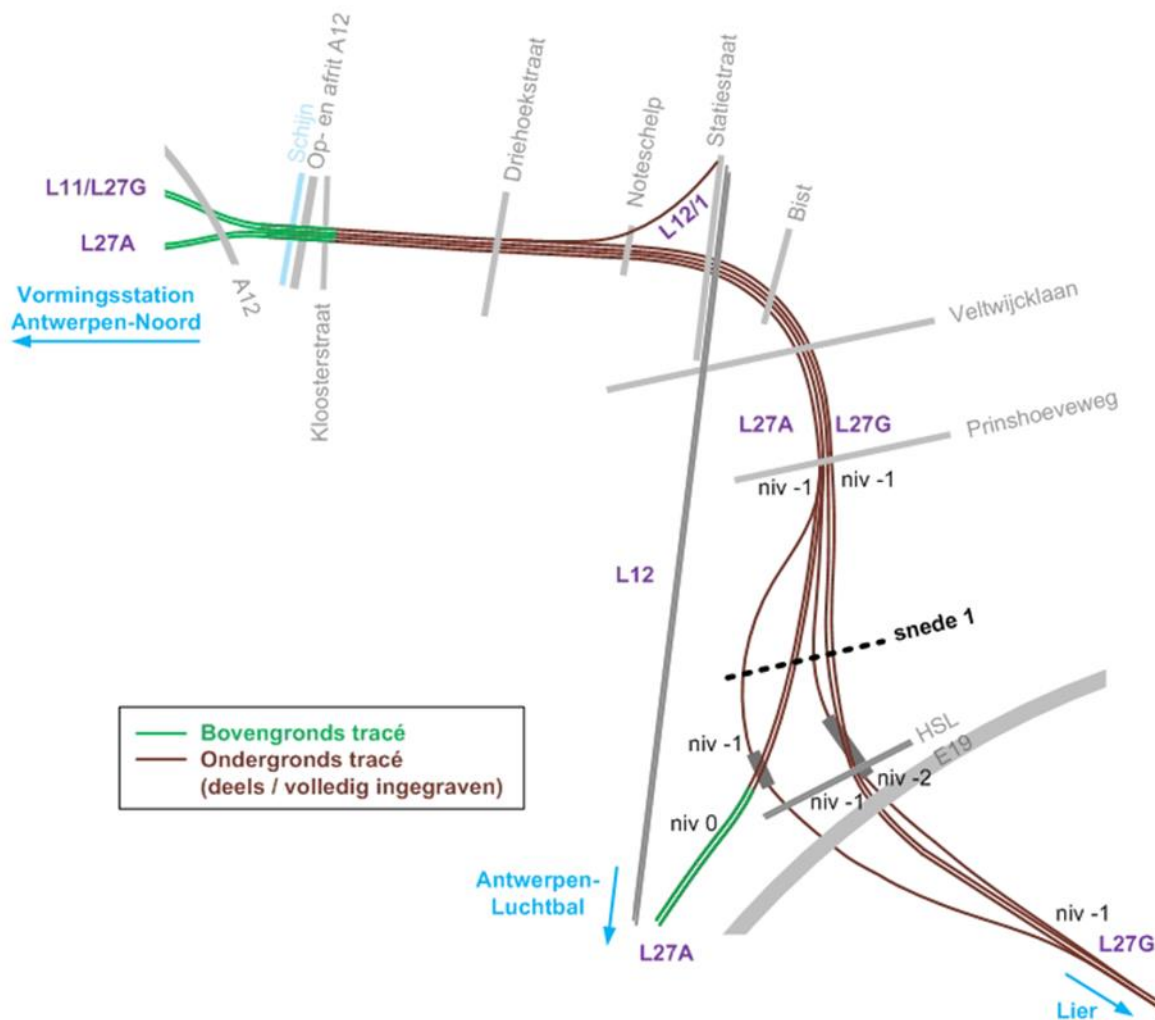 Schijn
Op- en afrit A12
Driehoekstraat
Noteschelp
Statiestraat
L11/L27G
L27A
L12/1
Bist
A12
Vormingsstation
Antwerpen-Noord
Kloosterstraat
Veltwijcklaan
L27A
L27G
Prinshoeveweg
niv -1
niv -1
L12
snede 1
Bovengronds tracé
Ondergronds tracé
(deels / volledig ingegraven)
niv -1
HSL
E19
niv -2
niv -1
niv 0
Antwerpen-
Luchtbal
niv -1
L27A
L27G
Lier